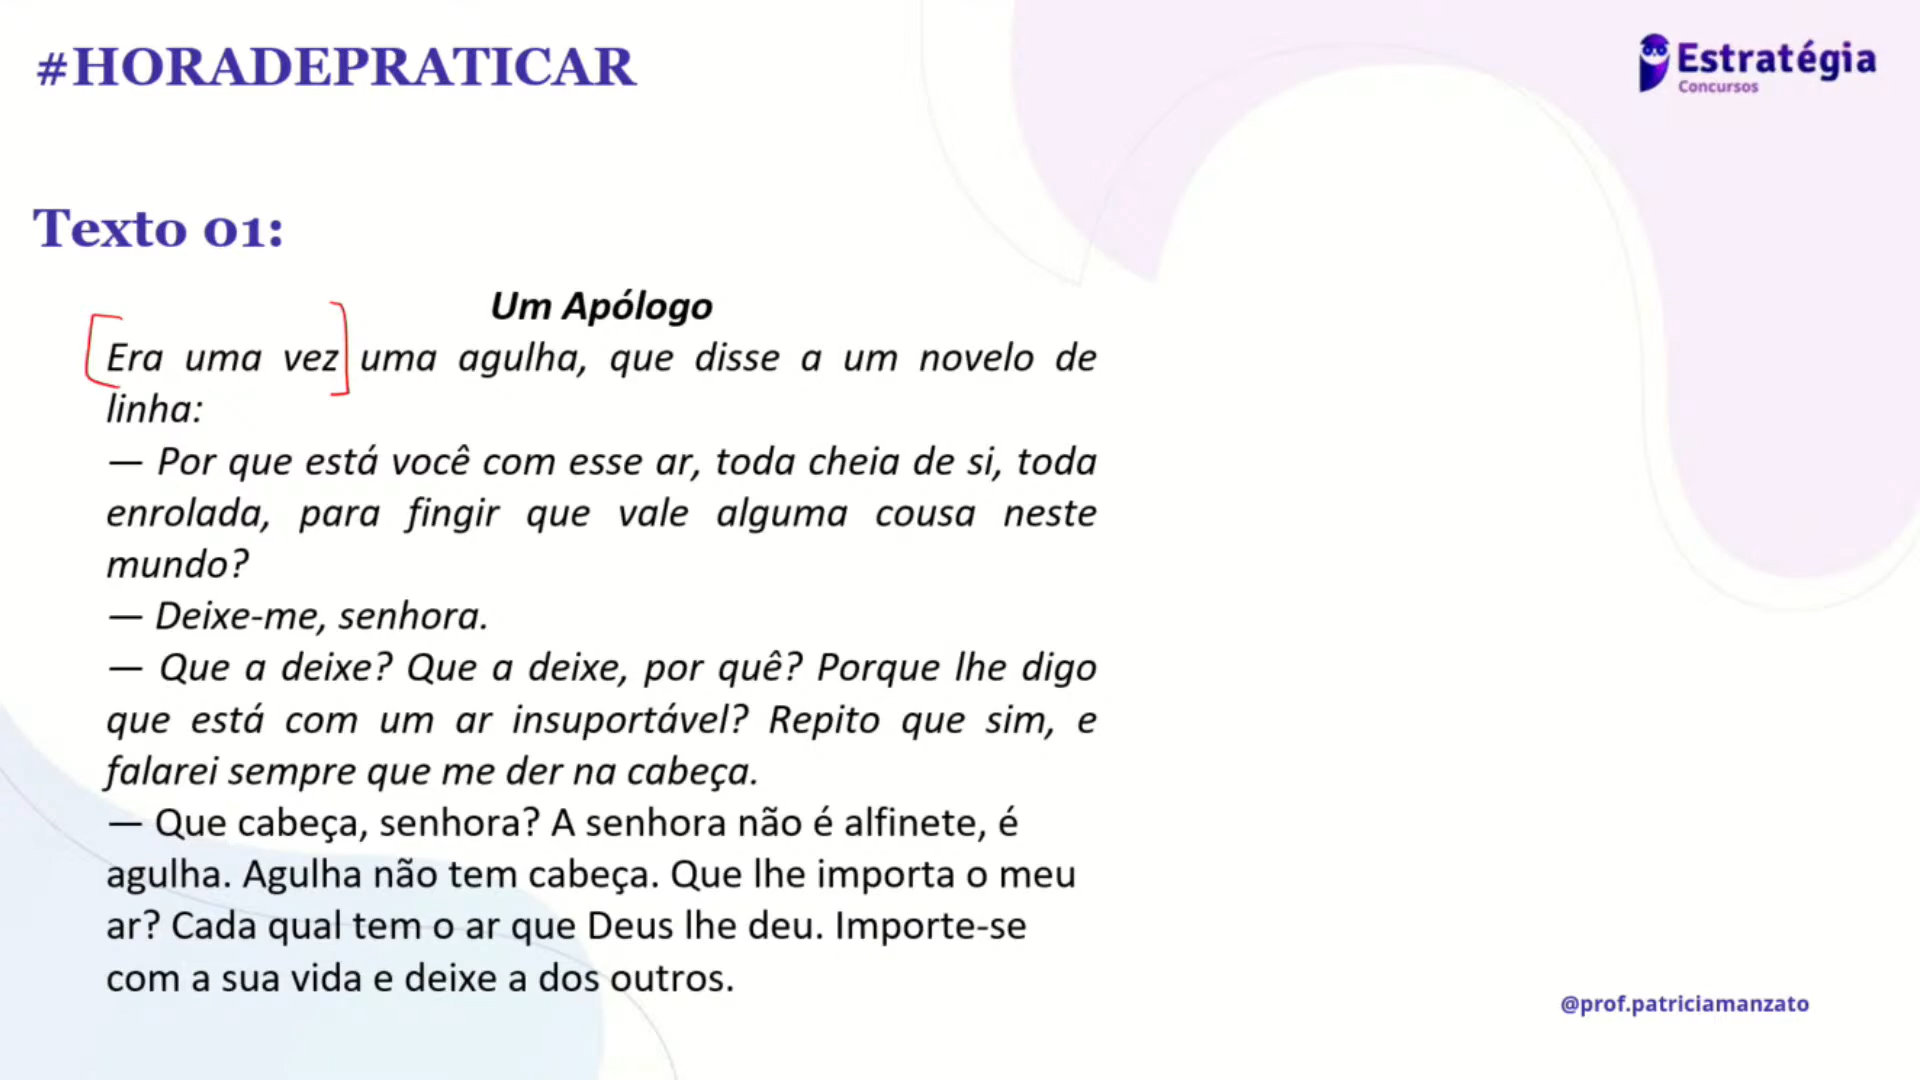 #HORADEPRATICAR
Estratégia
Concursos
Texto 01:
Um Apólogo
Era uma vez uma agulha, que disse a um novelo de
linha:
— Por que está você com esse ar, toda cheia de si, toda
enrolada, para fingir que vale alguma cousa neste
mundo?
— Deixe-me, senhora.
— Que a deixe? Que a deixe, por quê? Porque lhe digo
que está com um ar insuportável? Repito que sim, e
falarei sempre que me der na cabeça.
— Que cabeça, senhora? A senhora não é alfinete, é
agulha. Agulha não tem cabeça. Que lhe importa o meu
ar? Cada qual tem o ar que Deus lhe deu. Importe-se
com a sua vida e deixe a dos outros.
@prof.patriciamanzato